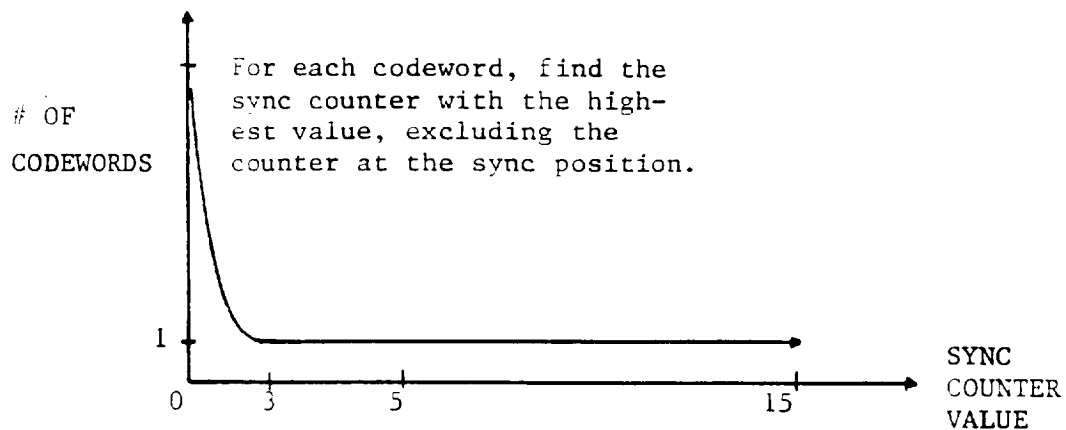 For each codeword, find the
sync counter with the high-
est value, excluding the
counter at the sync position.
# OF
CODEWORDS
1
0 3 5 15
SYNC
COUNTER
VALUE